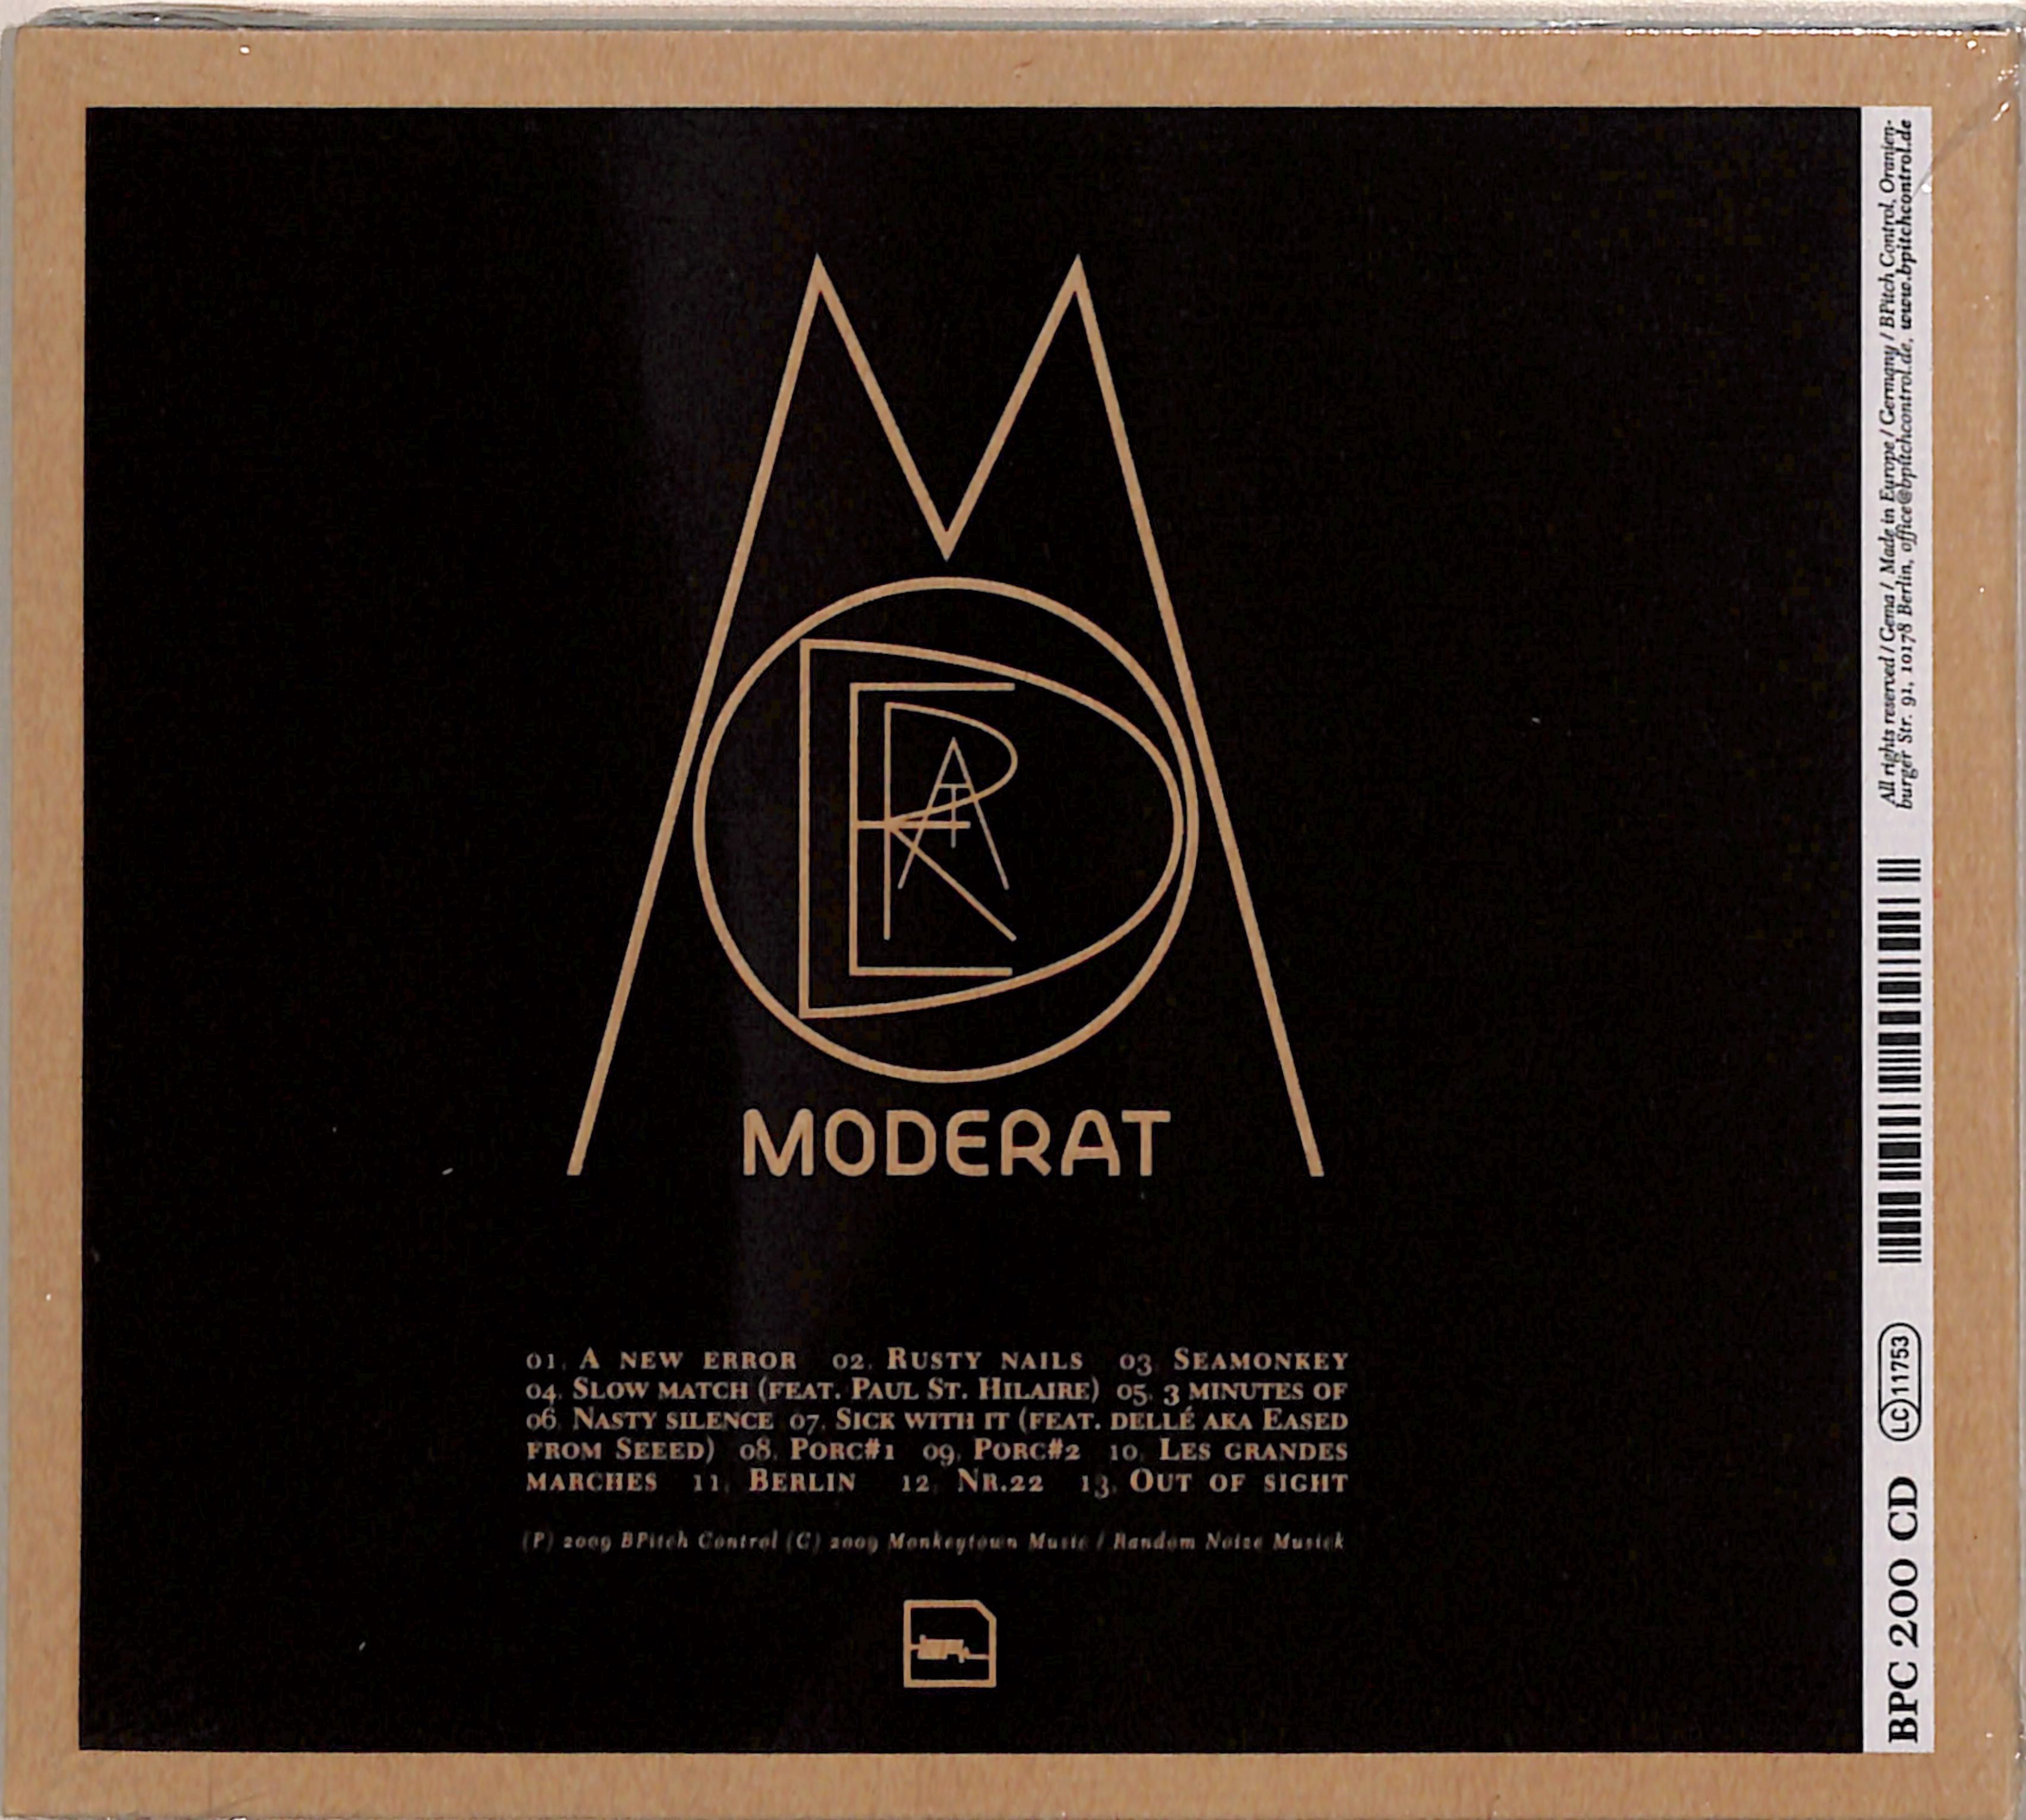 MODERAT
MODERAT
01. A NEW ERROR 02. RUSTY NAILS 03. SEAMONKEY
04. SLOW MATCH (FEAT. PAUL ST. HILAIRE) 05. 3 MINUTES OF
06. NASTY SILENCE 07. SICK WITH IT (FEAT. DELLÉ AKA EASED
FROM SEEED) 08. PORC#1 09. PORC#2 10. LES GRANDES
MARCHES 11. BERLIN 12. NR.22 13. OUT OF SIGHT
(P) 2009 BPitch Control (C) 2009 Monkeytown Music / Random Noize Musick
All rights reserved / Gema / Made in Europe / Germany / BPitch Control, Oranien-
burger Str. 91, 10178 Berlin, office@bpitchcontrol.de, www.bpitchcontrol.de
LC 11753
BPC 200 CD